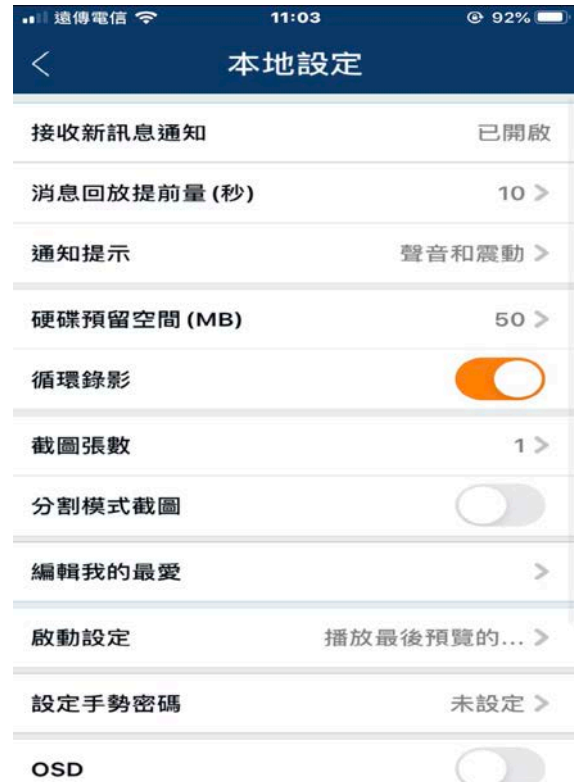 遠傳電信 11:03 92%
本地設定
接收新訊息通知 已開啟
消息回放提前量(秒) 10
通知提示 聲音和震動
硬碟預留空間(MB) 50
循環錄影
截圖張數 1
分割模式截圖
編輯我的最愛
啟動設定 播放最後預覽的...
設定手勢密碼 未設定
OSD